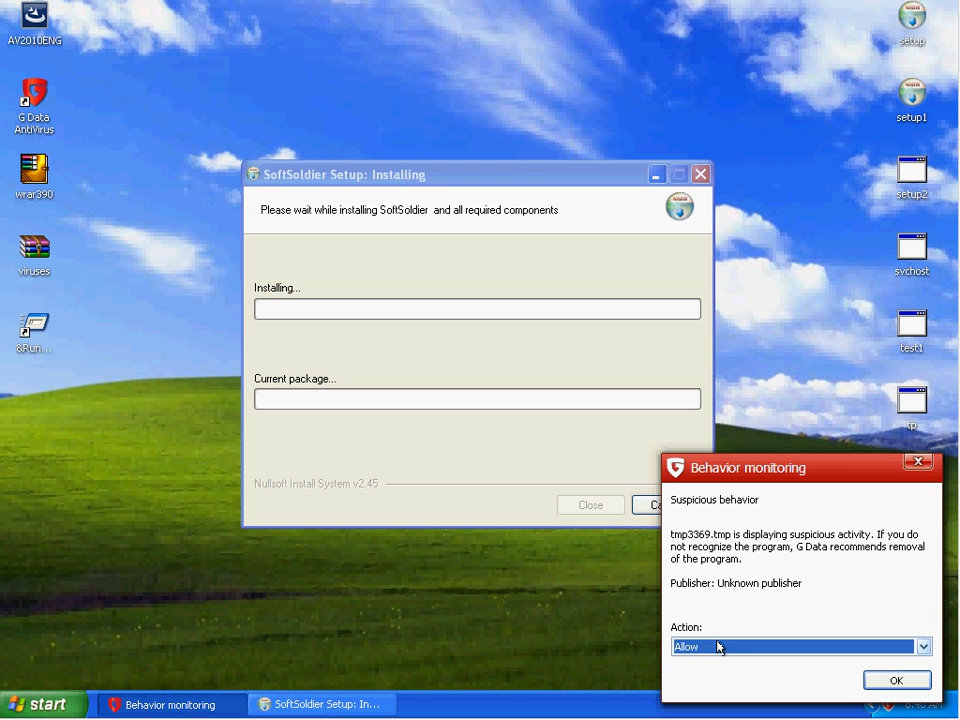 AV2010ENG
G Data
AntiVirus
wrar390
viruses
&Run...
setup
setup1
setup2
svchost
test1
tp
SoftSoldier Setup: Installing
Please wait while installing SoftSoldier and all required components
Installing...
Current package...
Nullsoft Install System v2.45
Close
Ca
Behavior monitoring
Suspicious behavior
tmp3369.tmp is displaying suspicious activity. If you do
not recognize the program, G Data recommends removal
of the program.
Publisher: Unknown publisher
Action:
Allow
OK
start
Behavior monitoring
SoftSoldier Setup: In...